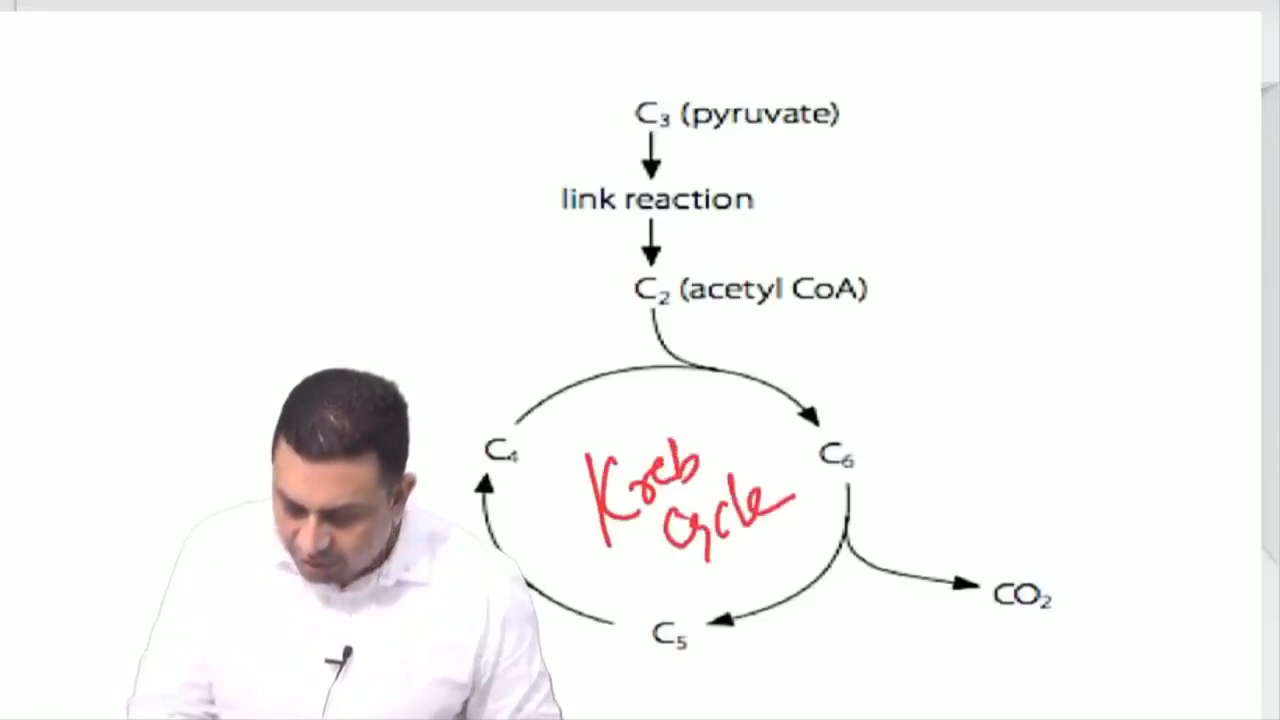 C₃ (pyruvate)
link reaction
C₂ (acetyl CoA)
C₄
C₆
Kreb
cycle
CO₂
C₅